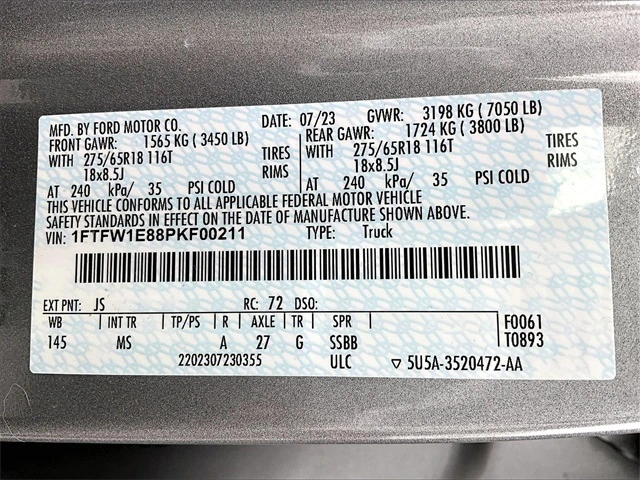 MFD. BY FORD MOTOR CO. DATE: 07/23 GVWR: 3198 KG ( 7050 LB)
FRONT GAWR: 1565 KG ( 3450 LB) REAR GAWR: 1724 KG ( 3800 LB)
WITH 275/65R18 116T TIRES WITH 275/65R18 116T TIRES
18x8.5J RIMS 18x8.5J RIMS
AT 240 kPa/ 35 PSI COLD AT 240 kPa/ 35 PSI COLD
THIS VEHICLE CONFORMS TO ALL APPLICABLE FEDERAL MOTOR VEHICLE
SAFETY STANDARDS IN EFFECT ON THE DATE OF MANUFACTURE SHOWN ABOVE.
VIN: 1FTFW1E88PKF00211 TYPE: Truck
EXT PNT: JS RC: 72 DSO:
WB INT TR TP/PS R AXLE TR SPR F0061
145 MS A 27 G SSBB T0893
2202307230355 ULC ▽ 5U5A-3520472-AA